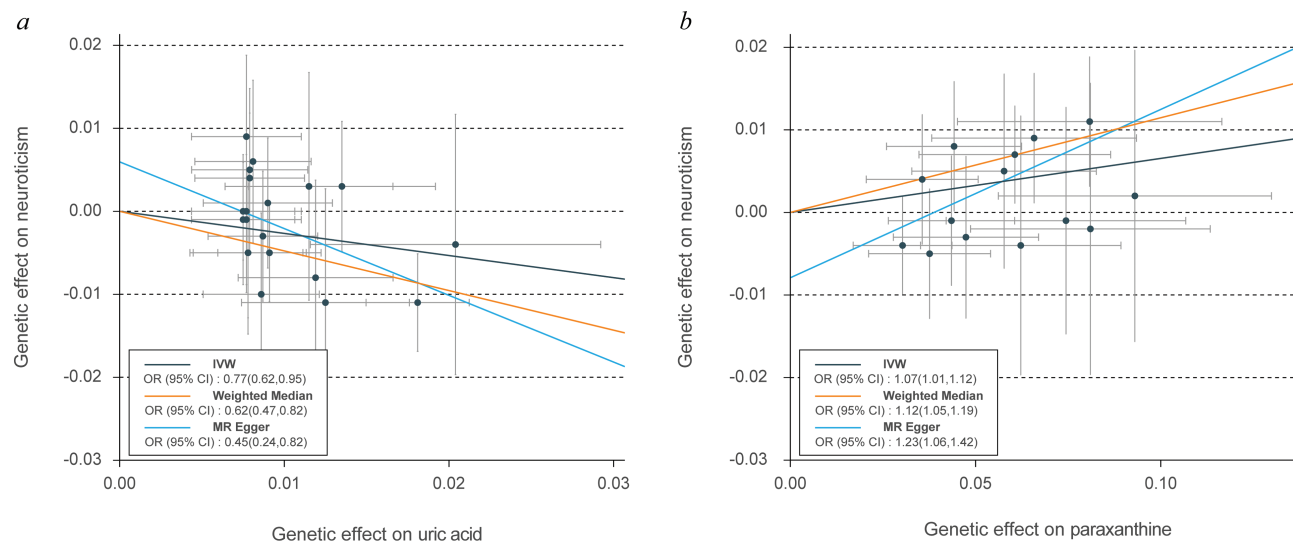 a
0.02
0.01
0.00
-0.01
-0.02
-0.03
Genetic effect on neuroticism
IVW
OR (95% CI) : 0.77(0.62,0.95)
Weighted Median
OR (95% CI) : 0.62(0.47,0.82)
MR Egger
OR (95% CI) : 0.45(0.24,0.82)
0.00 0.01 0.02 0.03
Genetic effect on uric acid
b
0.02
0.01
0.00
-0.01
-0.02
-0.03
Genetic effect on neuroticism
IVW
OR (95% CI) : 1.07(1.01,1.12)
Weighted Median
OR (95% CI) : 1.12(1.05,1.19)
MR Egger
OR (95% CI) : 1.23(1.06,1.42)
0.00 0.05 0.10
Genetic effect on paraxanthine